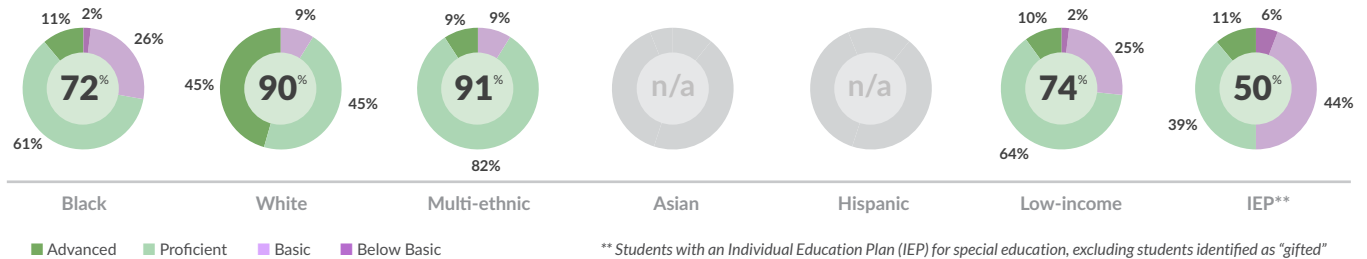 11% 2% 26% 72% 61%
9% 45% 90% 45%
9% 9% 91% 82%
n/a
n/a
10% 2% 25% 74% 64%
11% 6% 44% 50% 39%
Black White Multi-ethnic Asian Hispanic Low-income IEP**
Advanced Proficient Basic Below Basic
** Students with an Individual Education Plan (IEP) for special education, excluding students identified as “gifted”